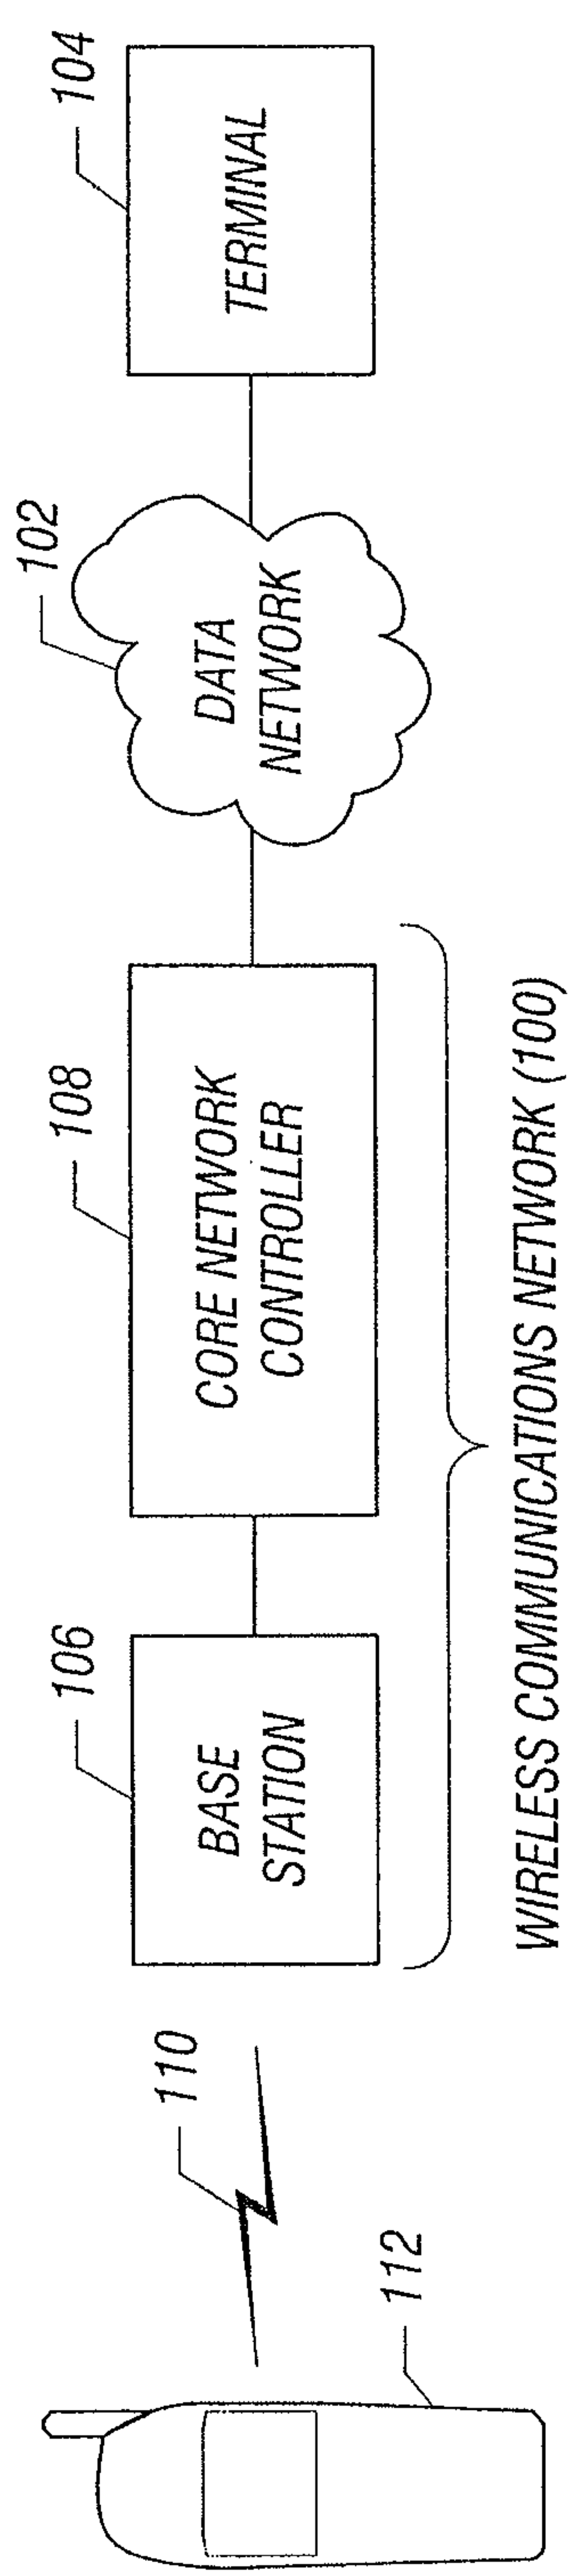 112
110
106
BASE
STATION
108
CORE NETWORK
CONTROLLER
WIRELESS COMMUNICATIONS NETWORK (100)
102
DATA
NETWORK
104
TERMINAL